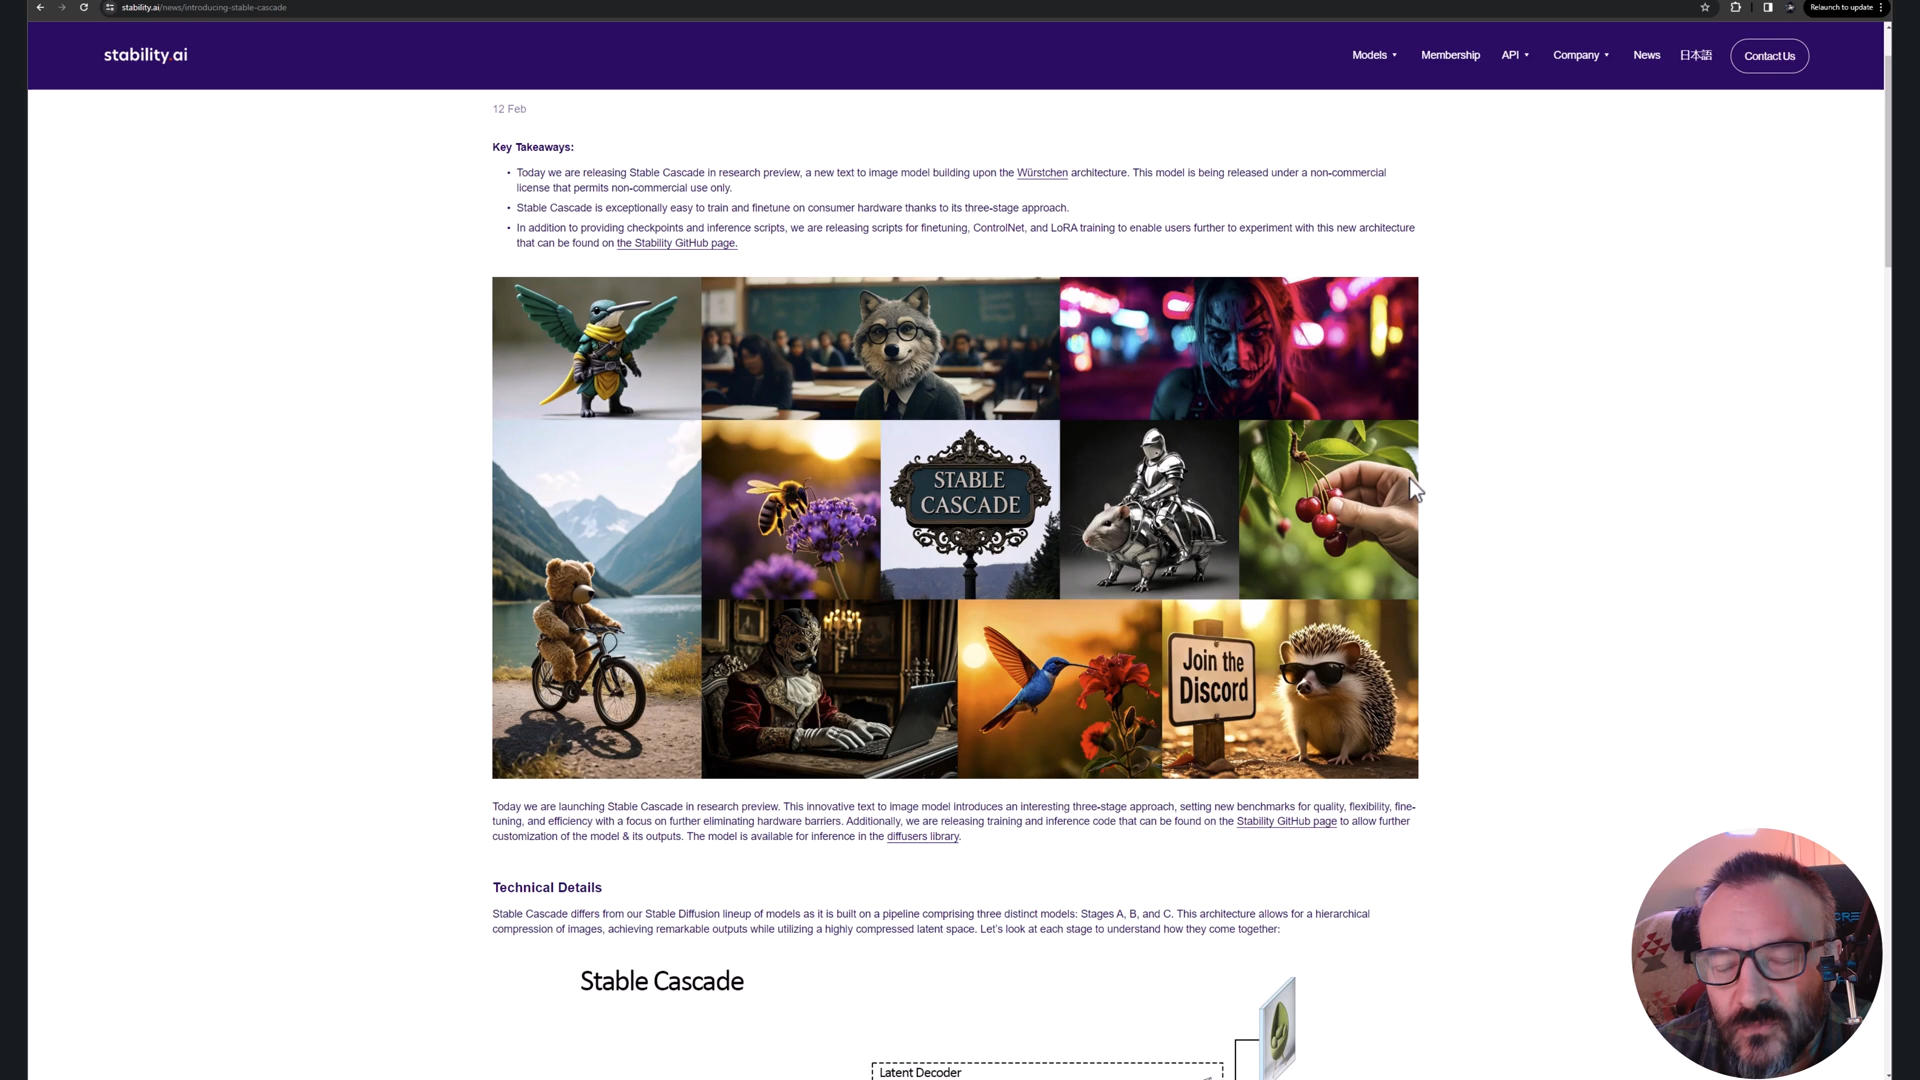 stability.ai/news/introducing-stable-cascade
Relaunch to update
stability.ai
Models
Membership
API
Company
News
日本語
Contact Us
12 Feb
Key Takeaways:
• Today we are releasing Stable Cascade in research preview, a new text to image model building upon the Würstchen architecture. This model is being released under a non-commercial
license that permits non-commercial use only.
• Stable Cascade is exceptionally easy to train and finetune on consumer hardware thanks to its three-stage approach.
• In addition to providing checkpoints and inference scripts, we are releasing scripts for finetuning, ControlNet, and LoRA training to enable users further to experiment with this new architecture
that can be found on the Stability GitHub page.
STABLE
CASCADE
Join the
Discord
Today we are launching Stable Cascade in research preview. This innovative text to image model introduces an interesting three-stage approach, setting new benchmarks for quality, flexibility, fine-
tuning, and efficiency with a focus on further eliminating hardware barriers. Additionally, we are releasing training and inference code that can be found on the Stability GitHub page to allow further
customization of the model & its outputs. The model is available for inference in the diffusers library.
Technical Details
Stable Cascade differs from our Stable Diffusion lineup of models as it is built on a pipeline comprising three distinct models: Stages A, B, and C. This architecture allows for a hierarchical
compression of images, achieving remarkable outputs while utilizing a highly compressed latent space. Let's look at each stage to understand how they come together:
Stable Cascade
Latent Decoder